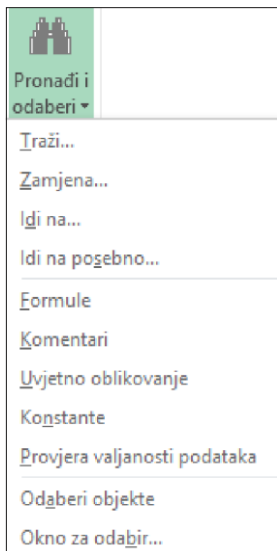 Pronađi i
odaberi
Traži...
Zamjena...
Idi na...
Idi na posebno...
Formule
Komentari
Uvjetno oblikovanje
Konstante
Provjera valjanosti podataka
Odaberi objekte
Okno za odabir...